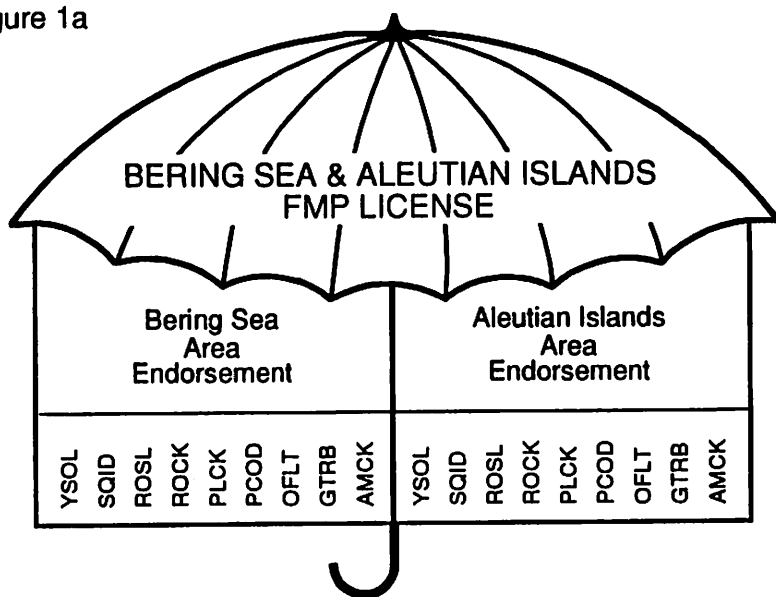 gure 1a
BERING SEA & ALEUTIAN ISLANDS
FMP LICENSE
Bering Sea
Area
Endorsement
Aleutian Islands
Area
Endorsement
YSOL
SQID
ROSL
ROCK
PLCK
PCOD
OFLT
GTRB
AMCK
YSOL
SQID
ROSL
ROCK
PLCK
PCOD
OFLT
GTRB
AMCK